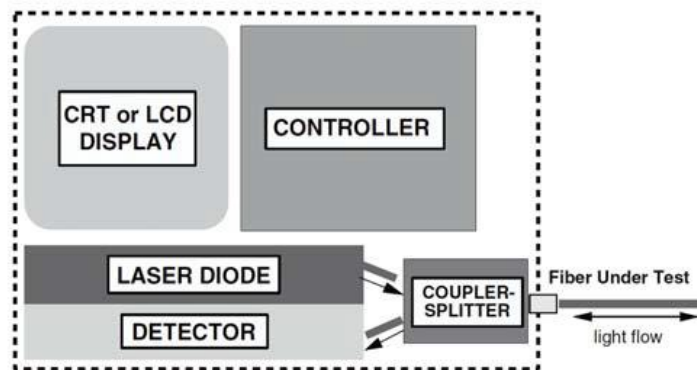 CRT or LCD
DISPLAY
CONTROLLER
LASER DIODE
DETECTOR
COUPLER-
SPLITTER
Fiber Under Test
light flow